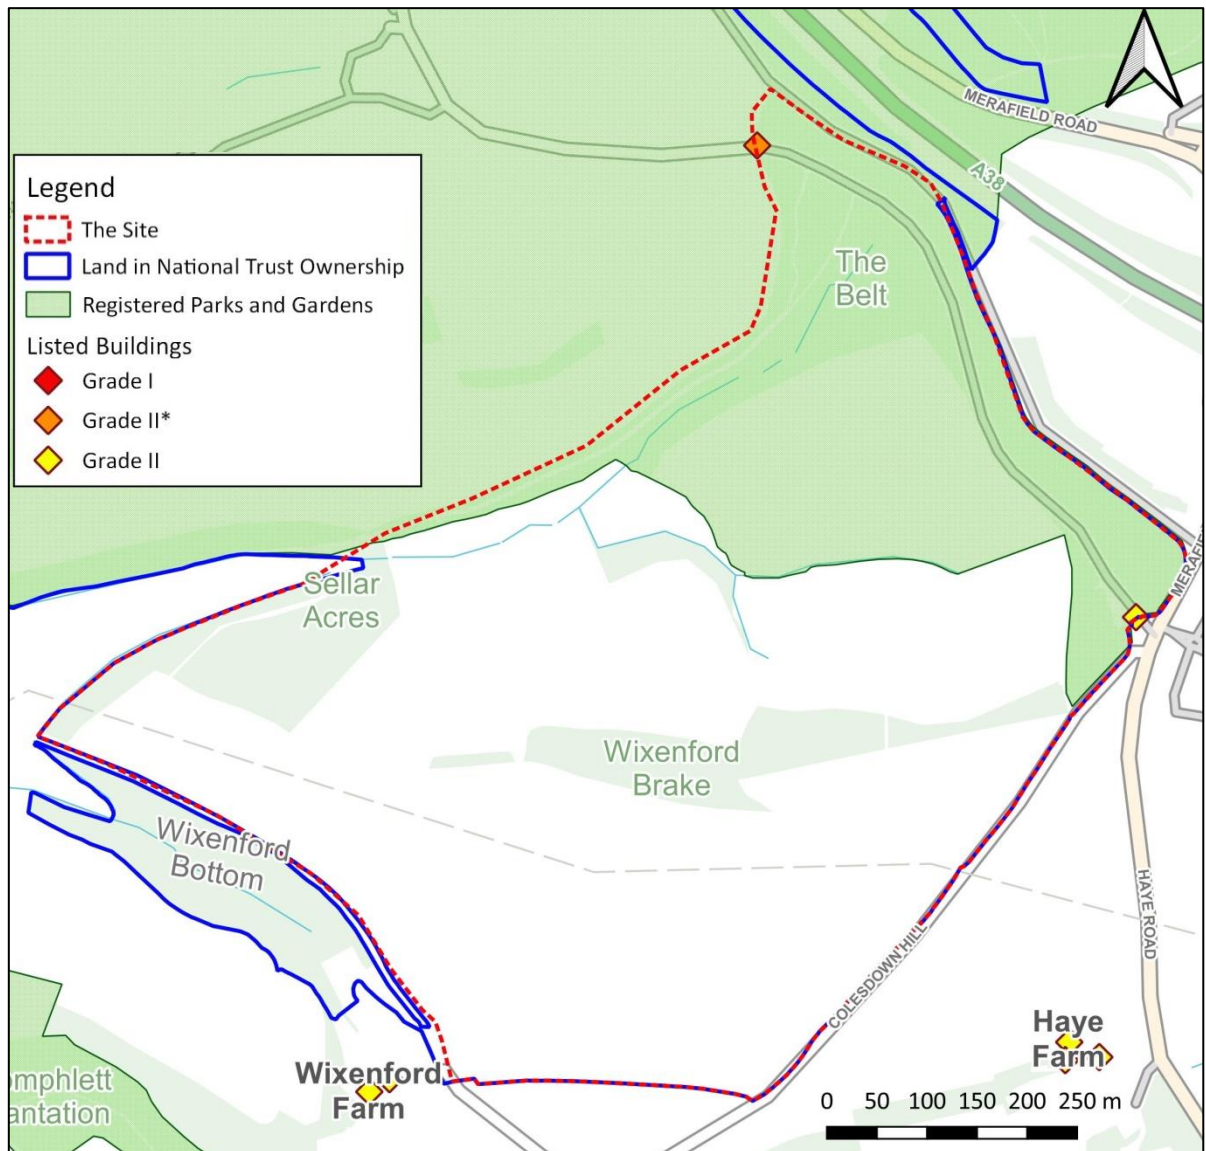 MERAFIELD ROAD
A38
Legend
The Site
Land in National Trust Ownership
Registered Parks and Gardens
Listed Buildings
Grade I
Grade II*
Grade II
The
Belt
MERAFIE
Sellar
Acres
Wixenford
Brake
Wixenford
Bottom
HAYE ROAD
COLESDOWN HILL
Haye
Farm
Wixenford
Farm
omphlett
antation
0 50 100 150 200 250 m